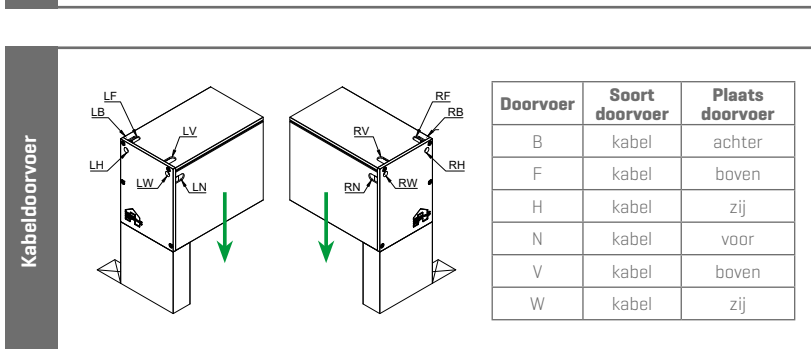 Kabeldoorvoer
LF
LB
LV
LH
LW
LN
RF
RB
RV
RH
RN
RW
Doorvoer Soort doorvoer Plaats doorvoer
B kabel achter
F kabel boven
H kabel zij
N kabel voor
V kabel boven
W kabel zij